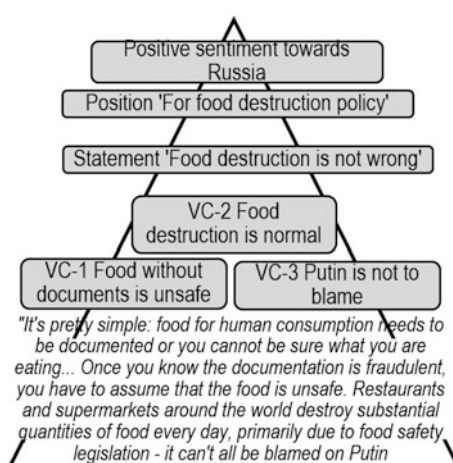 Positive sentiment towards
Russia
Position 'For food destruction policy'
Statement 'Food destruction is not wrong'
VC-2 Food
destruction is normal
VC-1 Food without
documents is unsafe
VC-3 Putin is not to
blame
"It's pretty simple: food for human consumption needs to
be documented or you cannot be sure what you are
eating... Once you know the documentation is fraudulent,
you have to assume that the food is unsafe. Restaurants
and supermarkets around the world destroy substantial
quantities of food every day, primarily due to food safety
legislation - it can't all be blamed on Putin